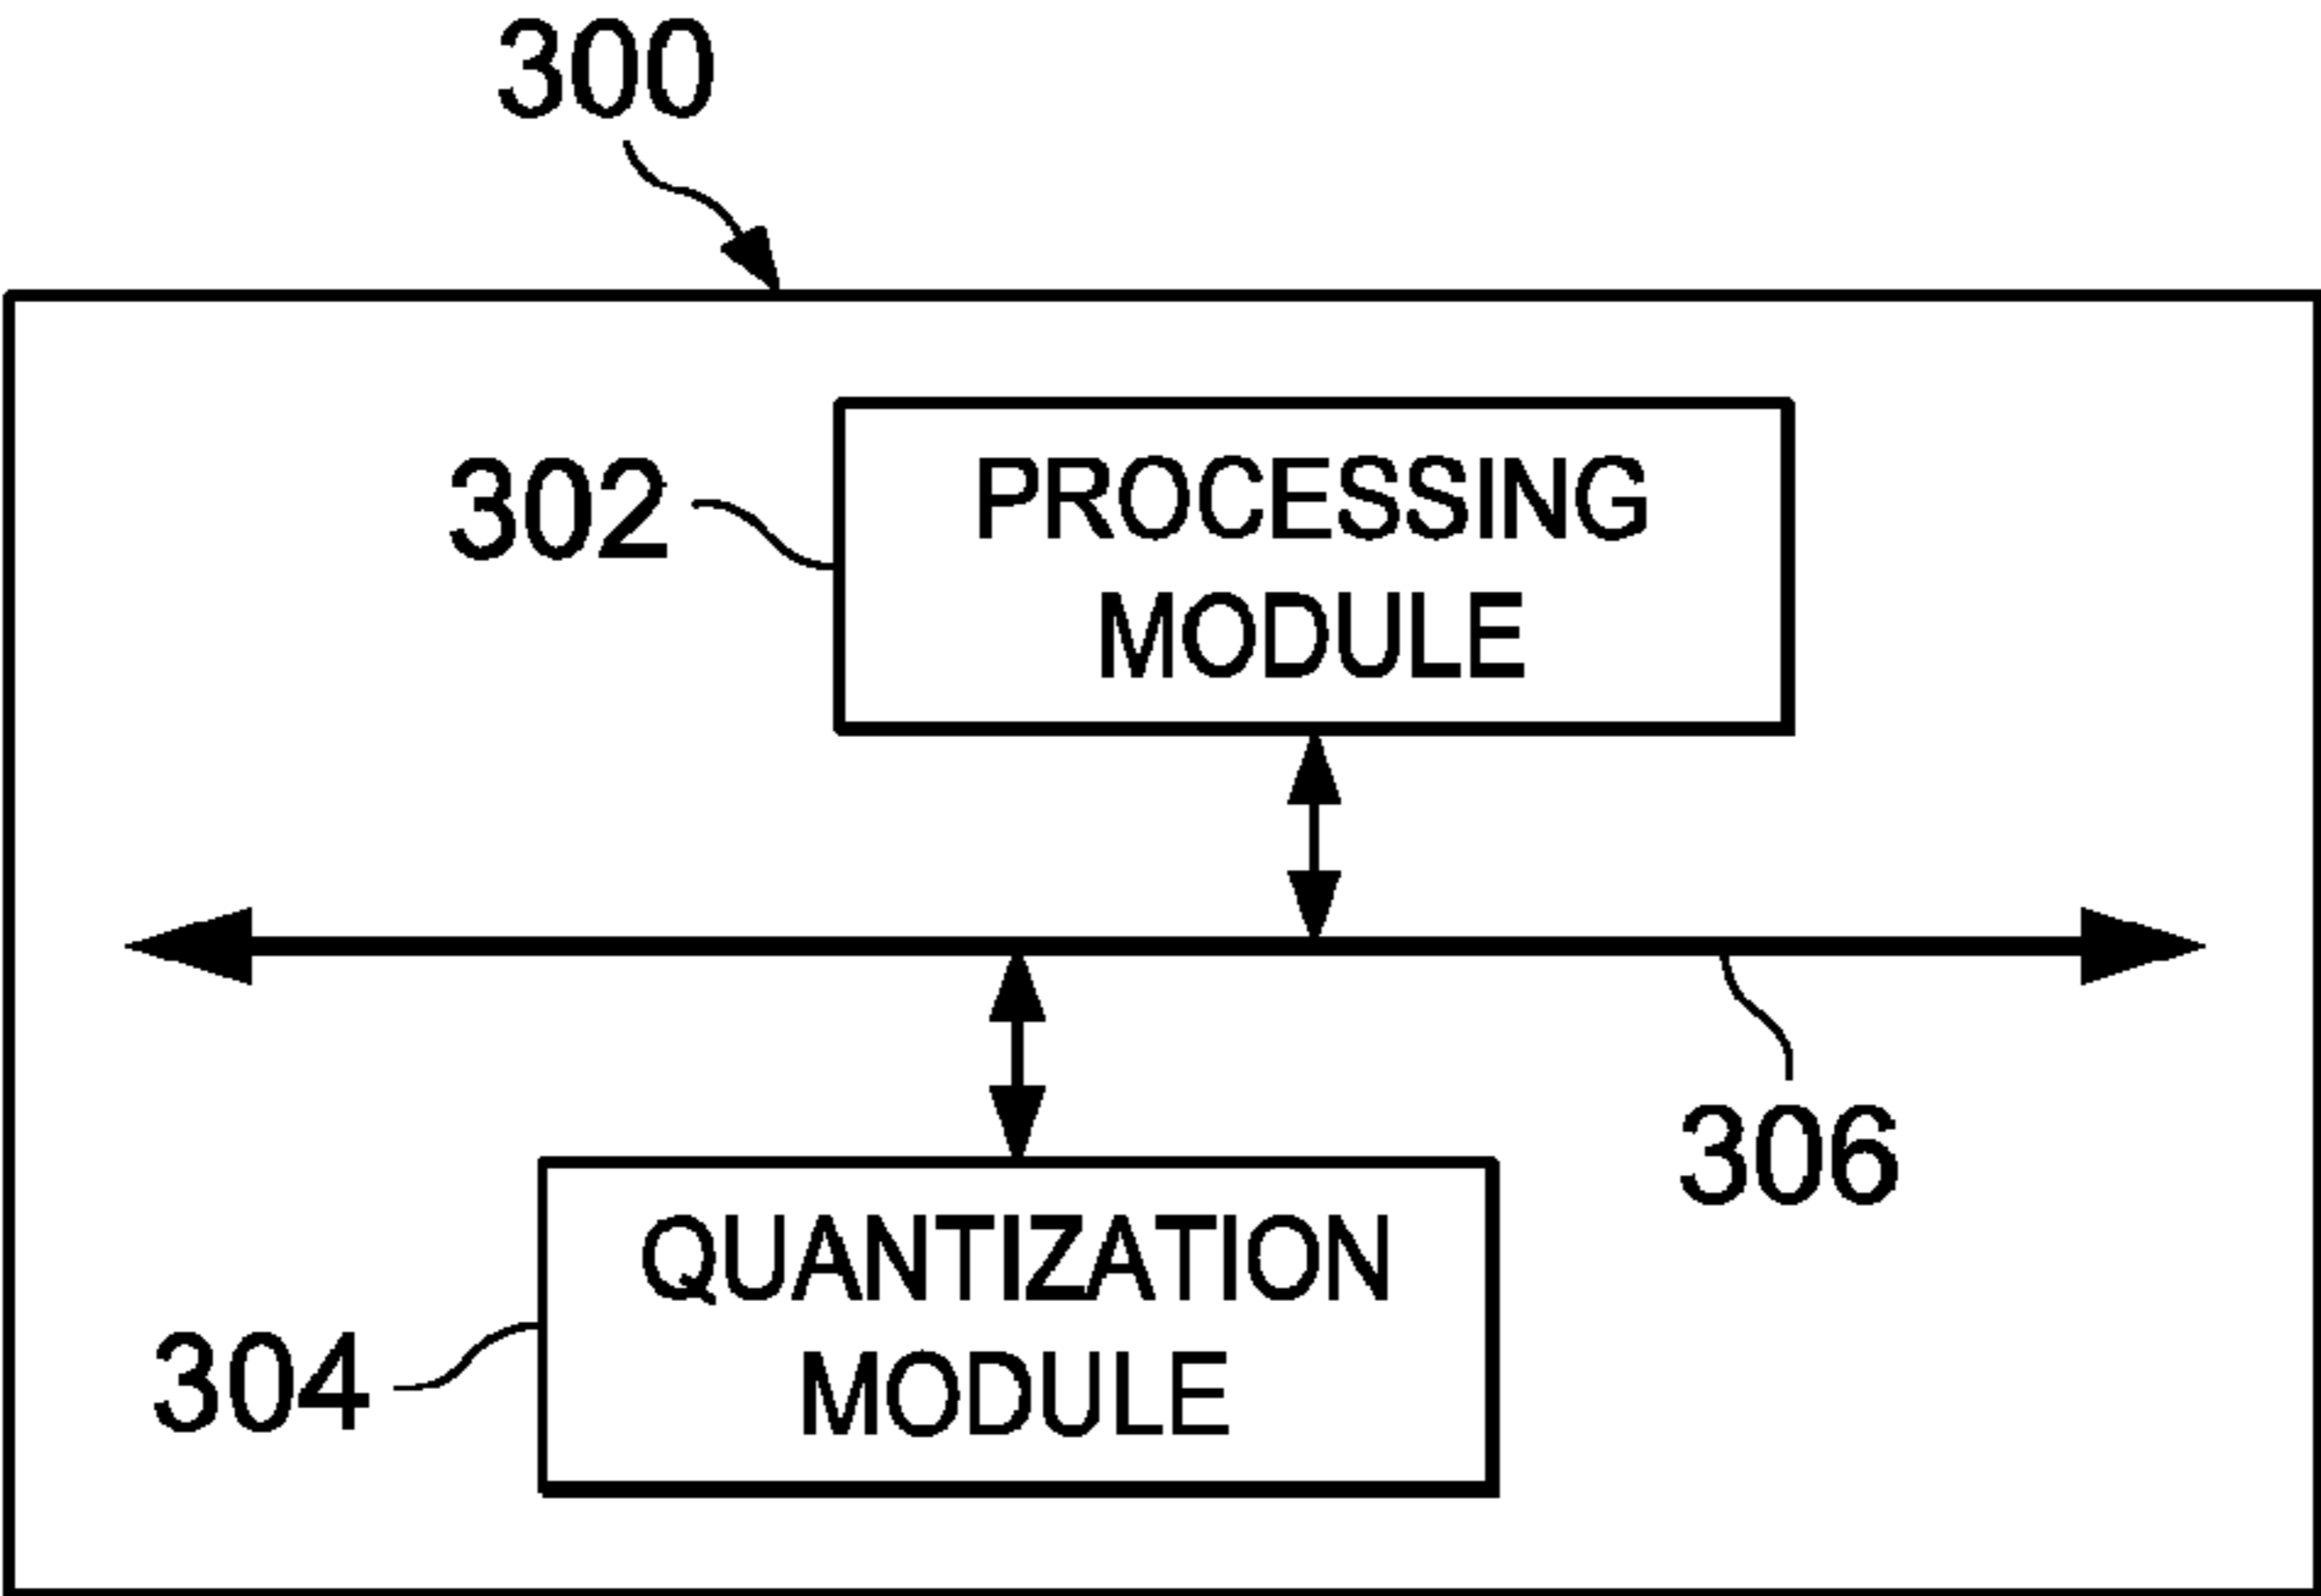 300
302
PROCESSING
MODULE
306
304
QUANTIZATION
MODULE